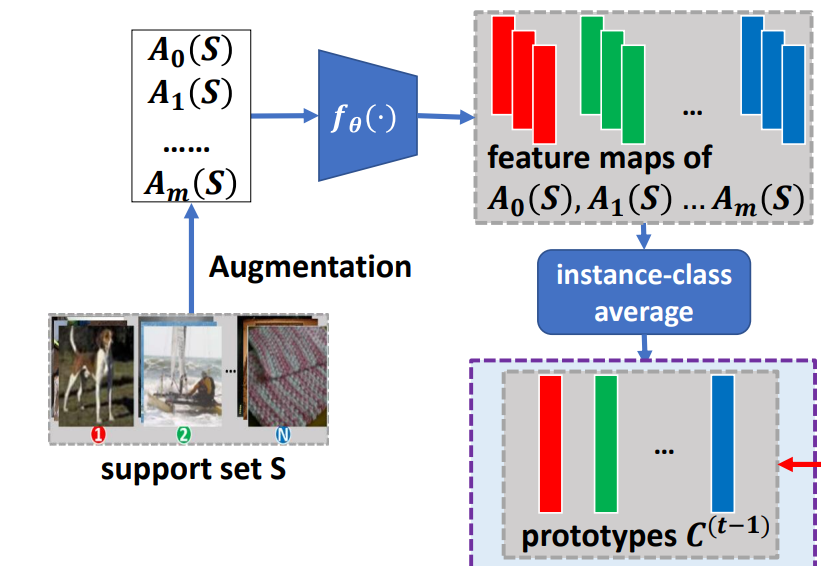 A₀(S)
A₁(S)
......
Aₘ(S)
f_θ(·)
...
feature maps of
A₀(S), A₁(S) ... Aₘ(S)
Augmentation
instance-class
average
...
1 2 N
support set S
...
prototypes C⁽ᵗ⁻¹⁾